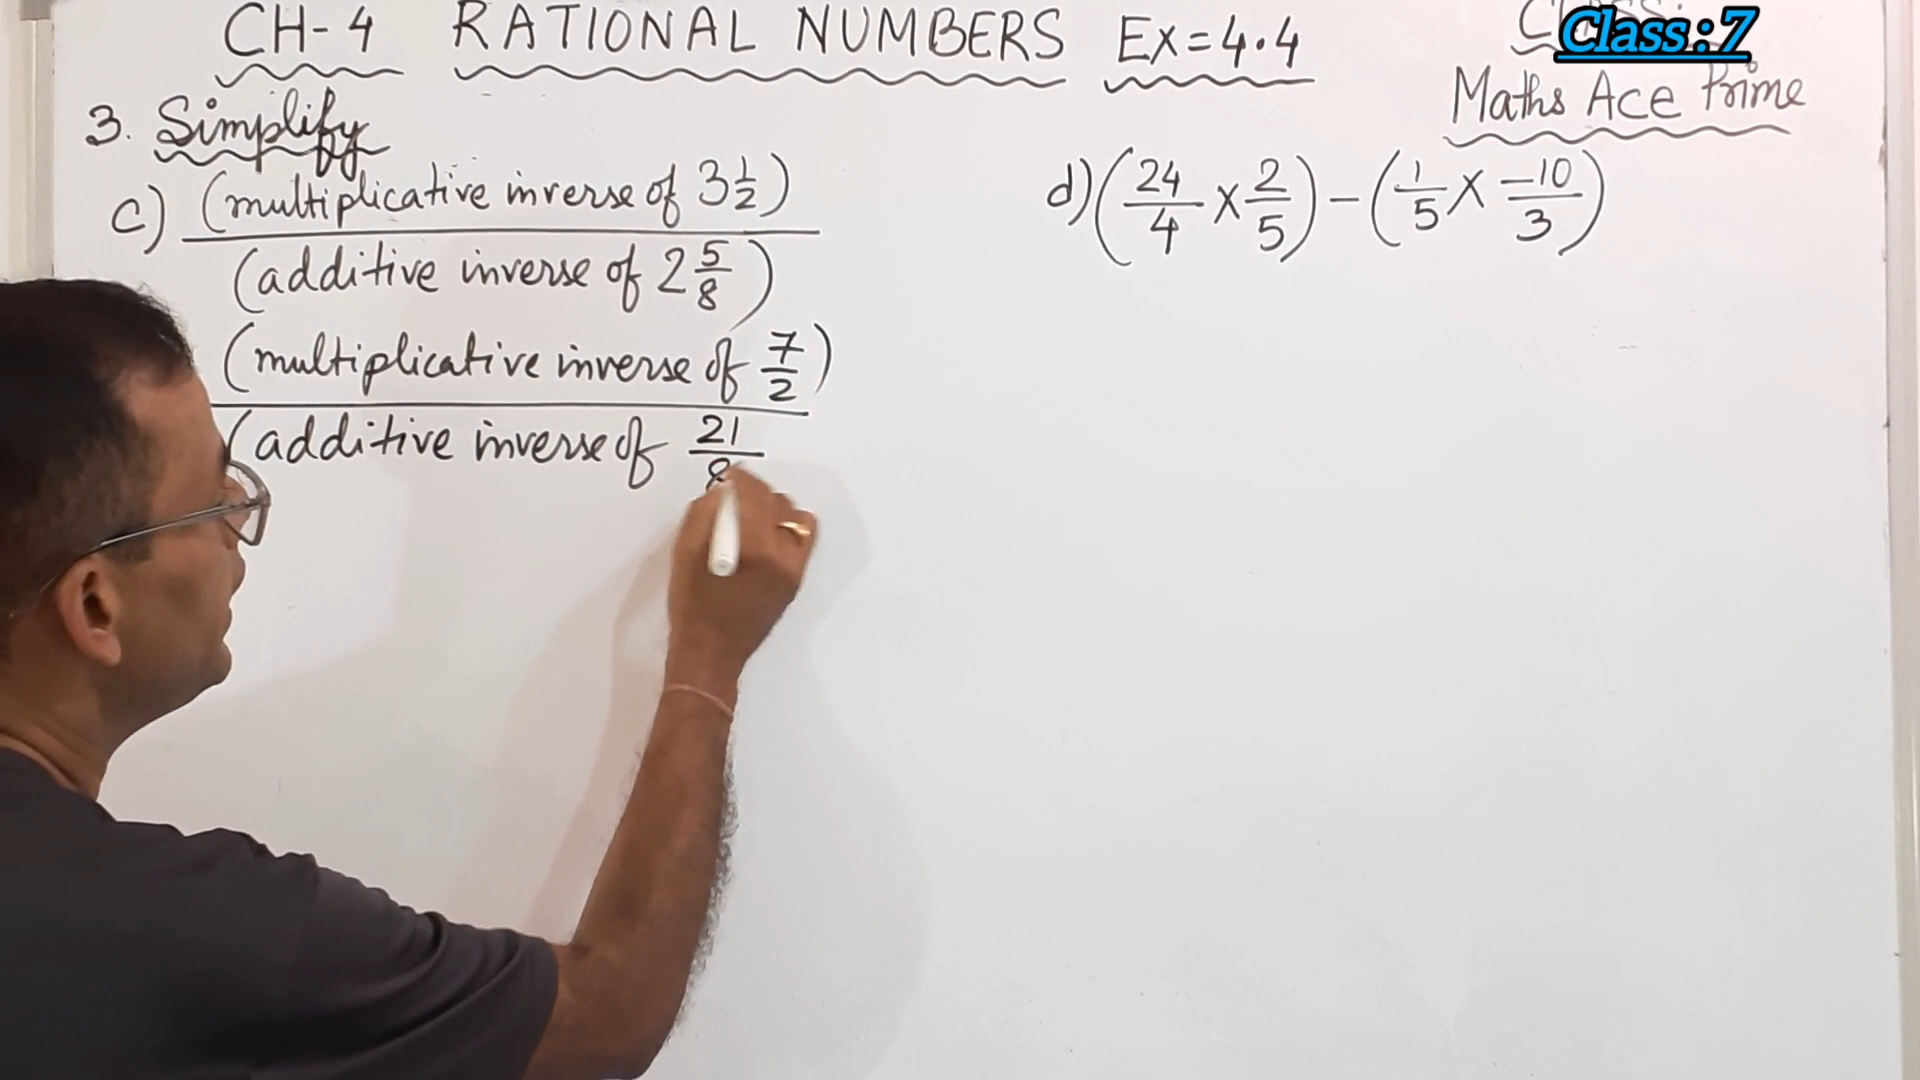 CH-4 RATIONAL NUMBERS Ex=4.4
Class:7
Maths Ace Prime
3. Simplify
c) (multiplicative inverse of 3 1/2)
(additive inverse of 2 5/8)
(multiplicative inverse of 7/2)
(additive inverse of 21/8
d) (24/4 × 2/5) - (1/5 × -10/3)